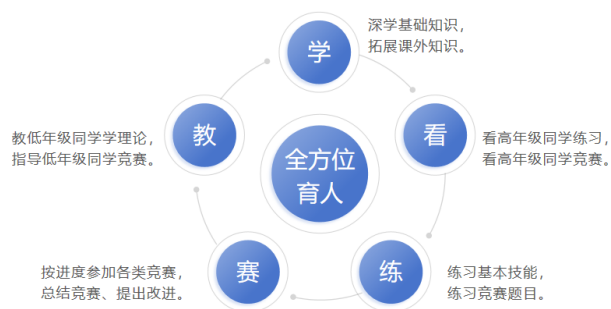 学
深学基础知识，
拓展课外知识。
看
看高年级同学练习，
看高年级同学竞赛。
练
练习基本技能，
练习竞赛题目。
赛
按进度参加各类竞赛，
总结竞赛、提出改进。
教
教低年级同学学理论，
指导低年级同学竞赛。
全方位
育人